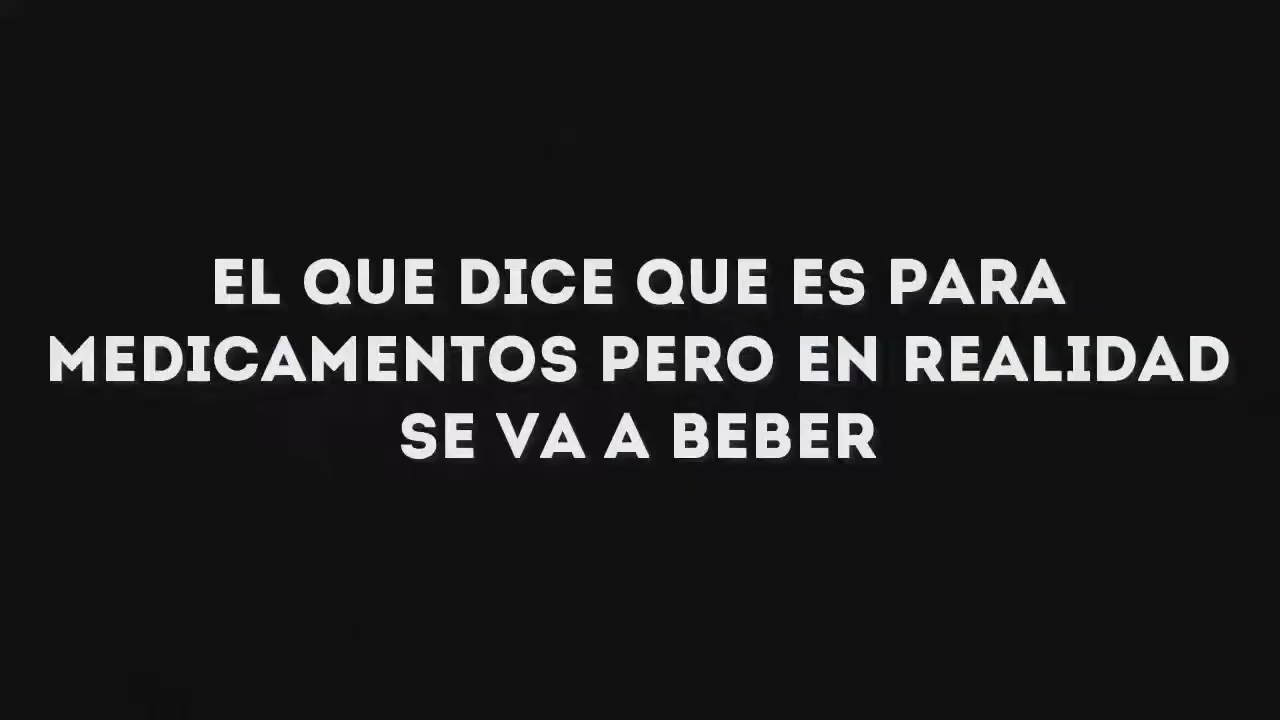 EL QUE DICE QUE ES PARA
MEDICAMENTOS PERO EN REALIDAD
SE VA A BEBER